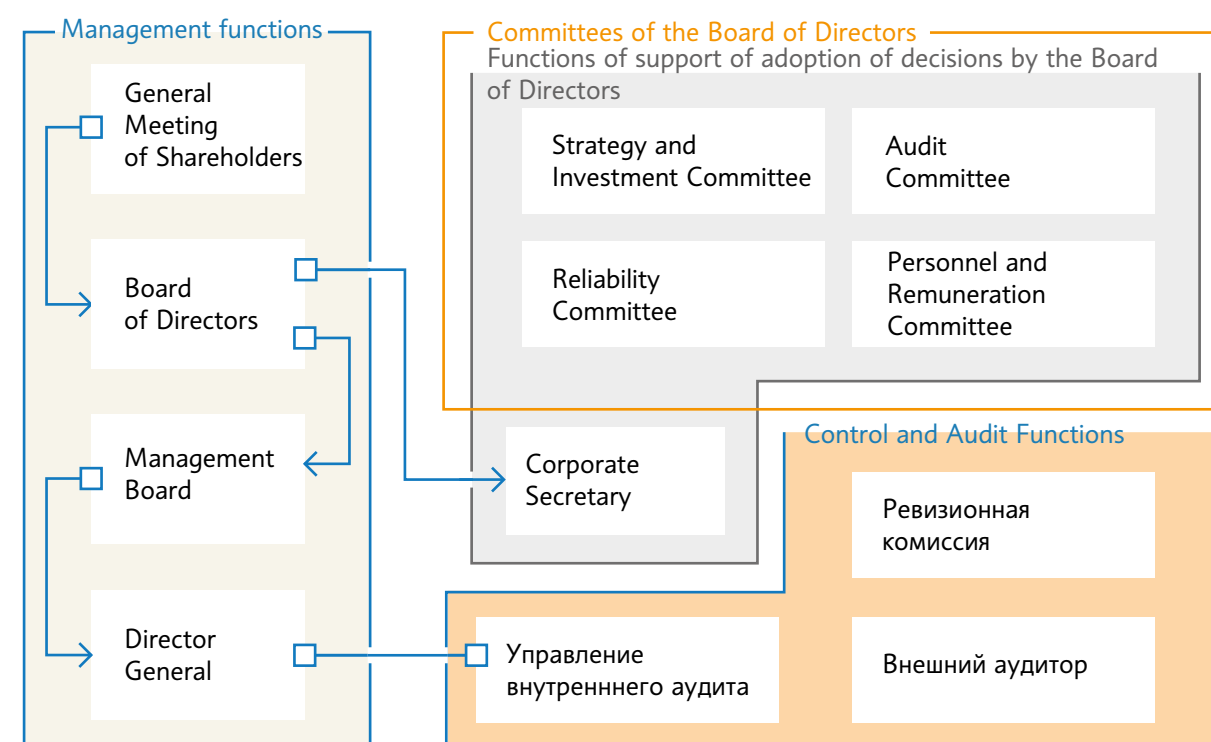 Management functions
General
Meeting
of Shareholders
Board
of Directors
Management
Board
Director
General
Committees of the Board of Directors
Functions of support of adoption of decisions by the Board
of Directors
Strategy and
Investment Committee
Audit
Committee
Reliability
Committee
Personnel and
Remuneration
Committee
Corporate
Secretary
Control and Audit Functions
Ревизионная
комиссия
Управление
внутренннего аудита
Внешний аудитор